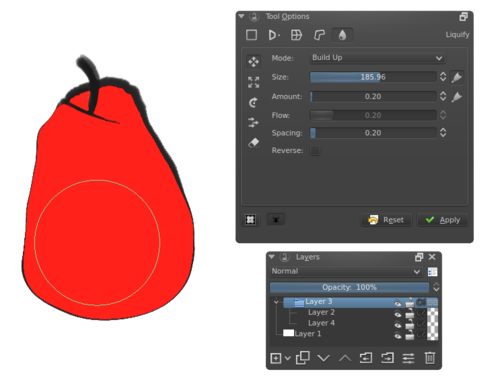 Tool Options
Liquify
Mode: Build Up
Size: 185.96
Amount: 0.20
Flow: 0.20
Spacing: 0.20
Reverse:
Reset Apply
Layers
Normal
Opacity: 100%
Layer 3
Layer 2
Layer 4
Layer 1